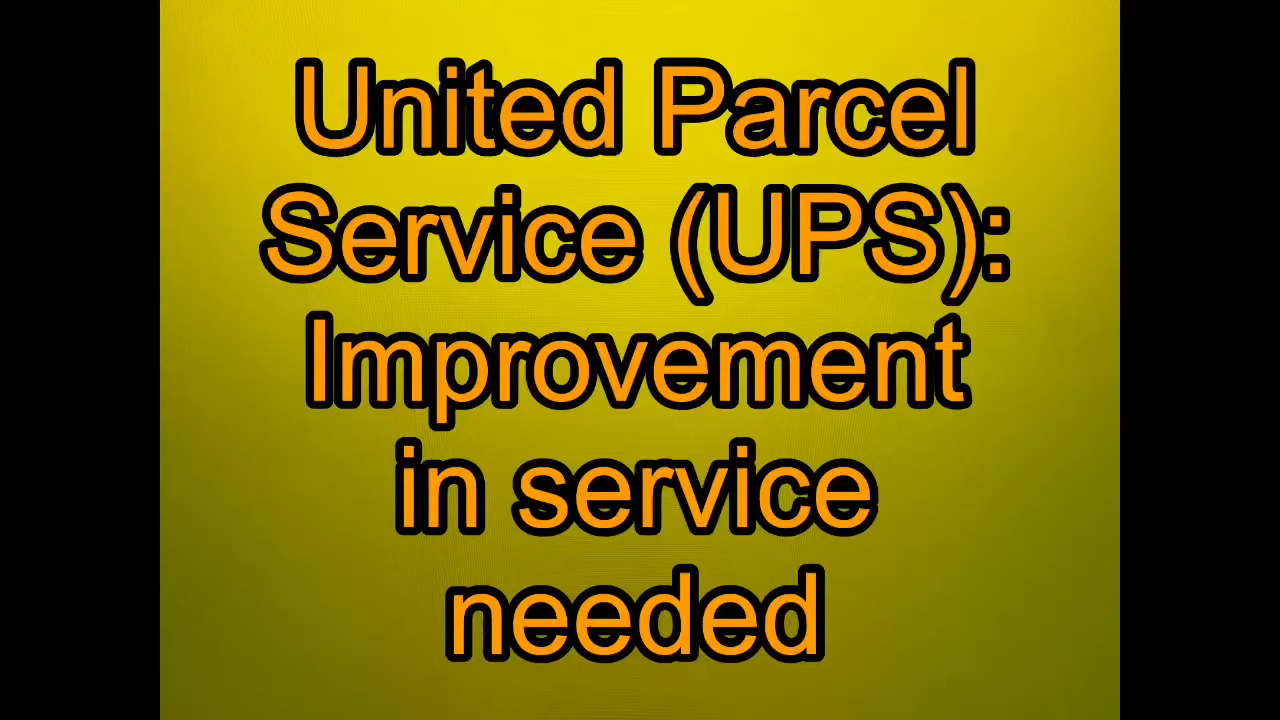 United Parcel
Service (UPS):
Improvement
in service
needed